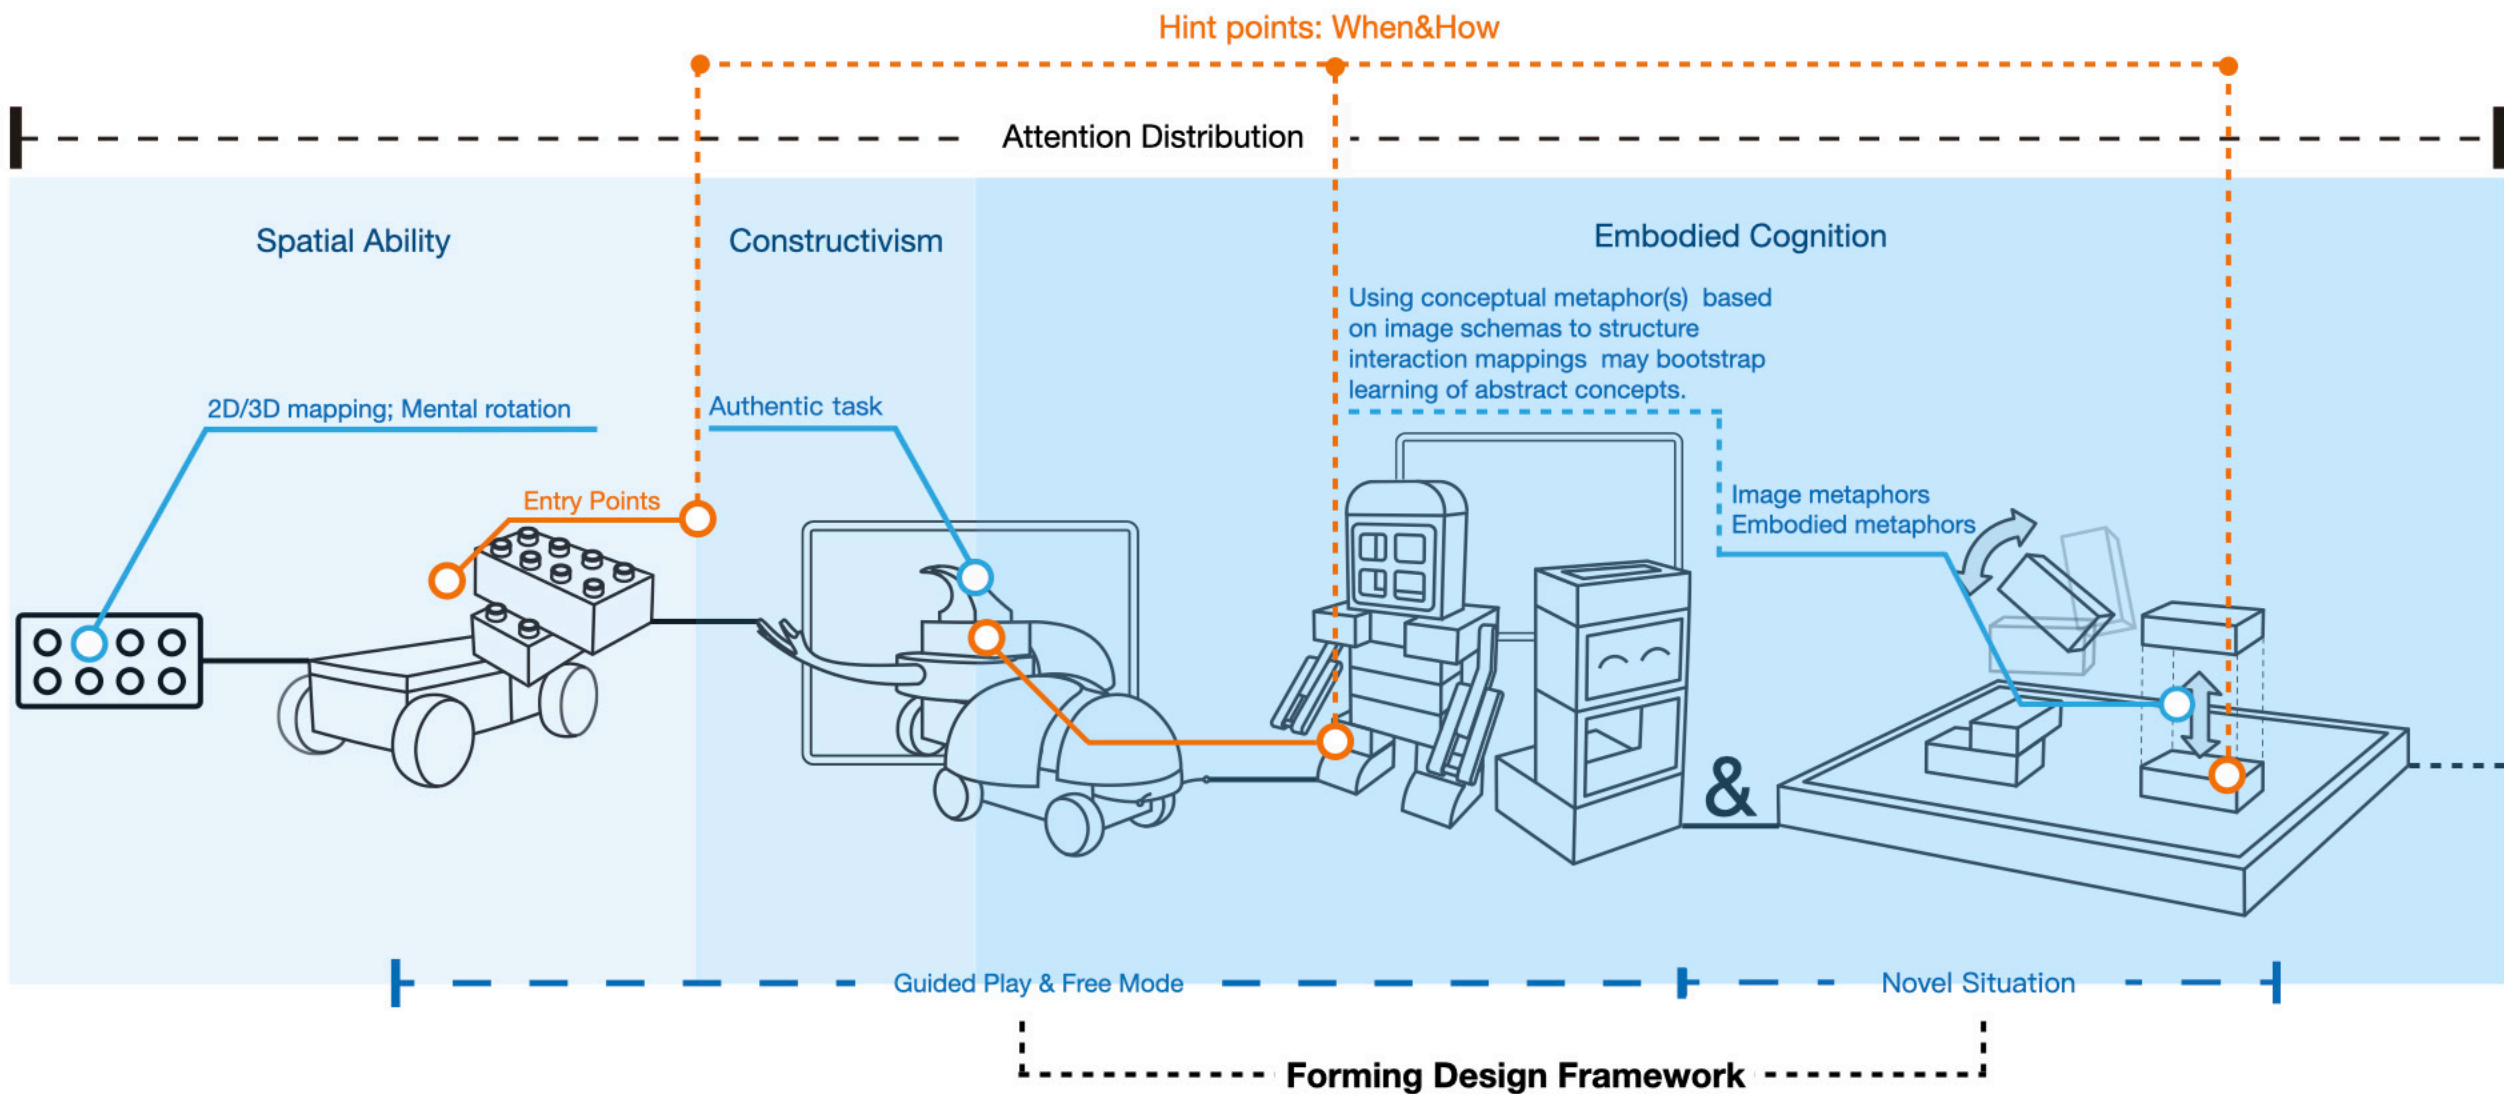 Hint points: When&How
Attention Distribution
Spatial Ability
Constructivism
Embodied Cognition
Using conceptual metaphor(s) based
on image schemas to structure
interaction mappings may bootstrap
learning of abstract concepts.
2D/3D mapping; Mental rotation
Authentic task
Entry Points
Image metaphors
Embodied metaphors
&
Guided Play & Free Mode
Novel Situation
Forming Design Framework